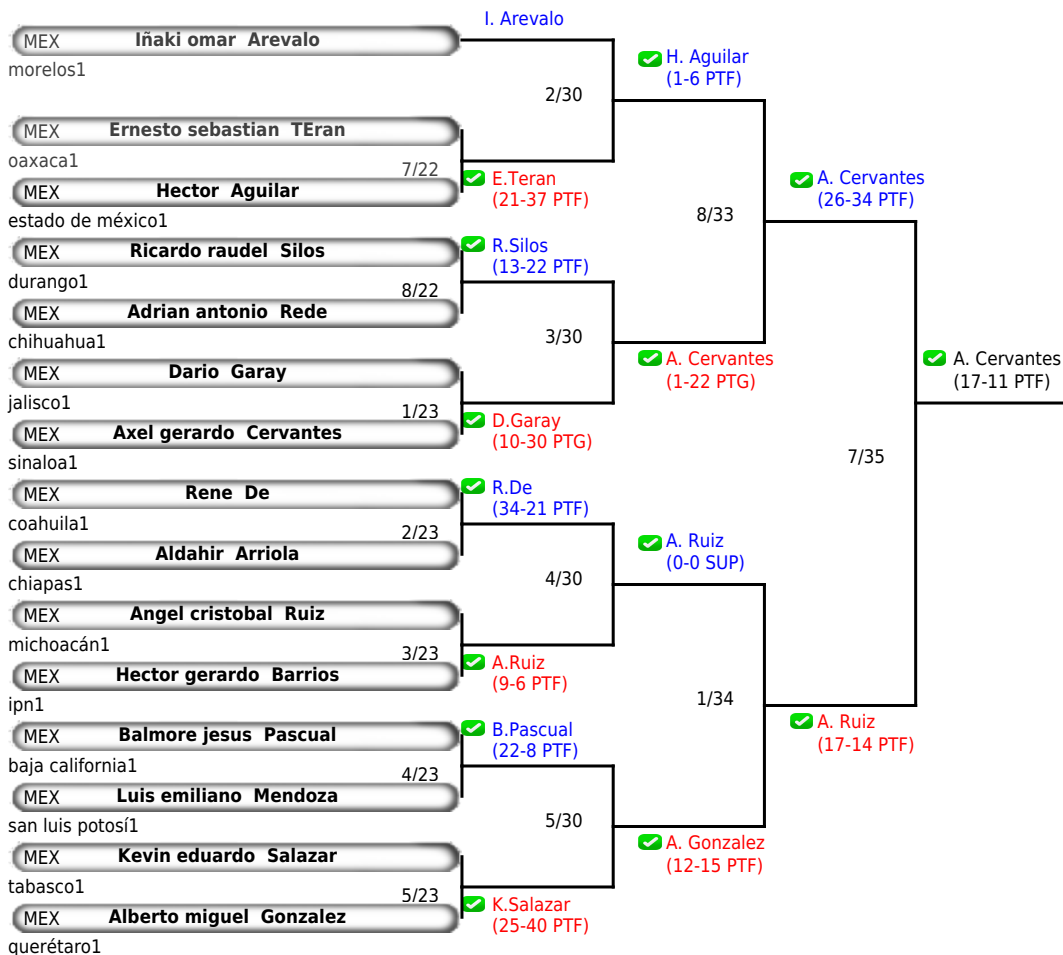 I. Arevalo
MEX Iñaki omar Arevalo
morelos1
H. Aguilar
(1-6 PTF)
2/30
MEX Ernesto sebastian TEran
oaxaca1
7/22
E.Teran
(21-37 PTF)
MEX Hector Aguilar
estado de méxico1
A. Cervantes
(26-34 PTF)
8/33
MEX Ricardo raudel Silos
durango1
R.Silos
(13-22 PTF)
8/22
MEX Adrian antonio Rede
chihuahua1
3/30
A. Cervantes
(1-22 PTG)
MEX Dario Garay
jalisco1
1/23
D.Garay
(10-30 PTG)
MEX Axel gerardo Cervantes
sinaloa1
A. Cervantes
(17-11 PTF)
7/35
MEX Rene De
coahuila1
R.De
(34-21 PTF)
2/23
MEX Aldahir Arriola
chiapas1
A. Ruiz
(0-0 SUP)
4/30
MEX Angel cristobal Ruiz
michoacán1
3/23
A.Ruiz
(9-6 PTF)
MEX Hector gerardo Barrios
ipn1
1/34
A. Ruiz
(17-14 PTF)
MEX Balmore jesus Pascual
baja california1
B.Pascual
(22-8 PTF)
4/23
MEX Luis emiliano Mendoza
san luis potosí1
5/30
A. Gonzalez
(12-15 PTF)
MEX Kevin eduardo Salazar
tabasco1
5/23
K.Salazar
(25-40 PTF)
MEX Alberto miguel Gonzalez
querétaro1